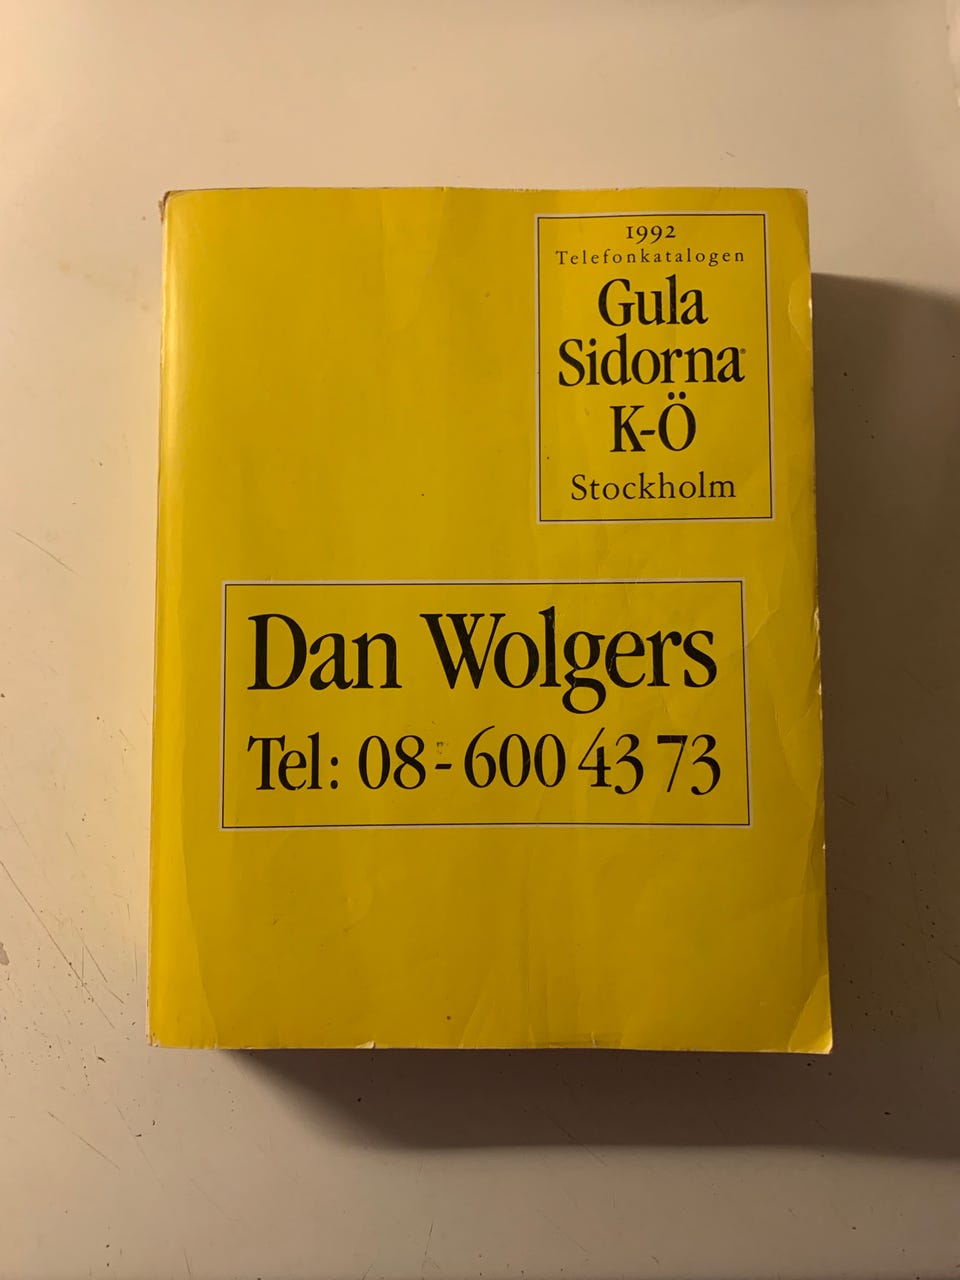 1992
Telefonkatalogen
Gula
Sidorna®
K-Ö
Stockholm
Dan Wolgers
Tel: 08-600 43 73